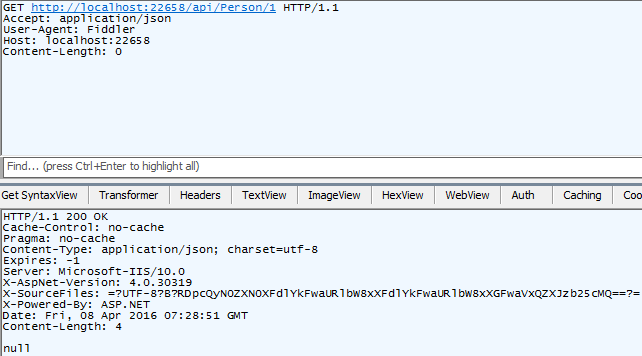 GET http://localhost:22658/api/Person/1 HTTP/1.1
Accept: application/json
User-Agent: Fiddler
Host: localhost:22658
Content-Length: 0
Find... (press Ctrl+Enter to highlight all)
Get SyntaxView Transformer Headers TextView ImageView HexView WebView Auth Caching Coo
HTTP/1.1 200 OK
Cache-Control: no-cache
Pragma: no-cache
Content-Type: application/json; charset=utf-8
Expires: -1
Server: Microsoft-IIS/10.0
X-AspNet-Version: 4.0.30319
X-SourceFiles: =?UTF-8?B?RDpcQyNOZXNOXFdlYkFwaURlbW8xXFdlYkFwaURlbW8xXGFwaVxQZXJzb25cMQ==?=
X-Powered-By: ASP.NET
Date: Fri, 08 Apr 2016 07:28:51 GMT
Content-Length: 4
null